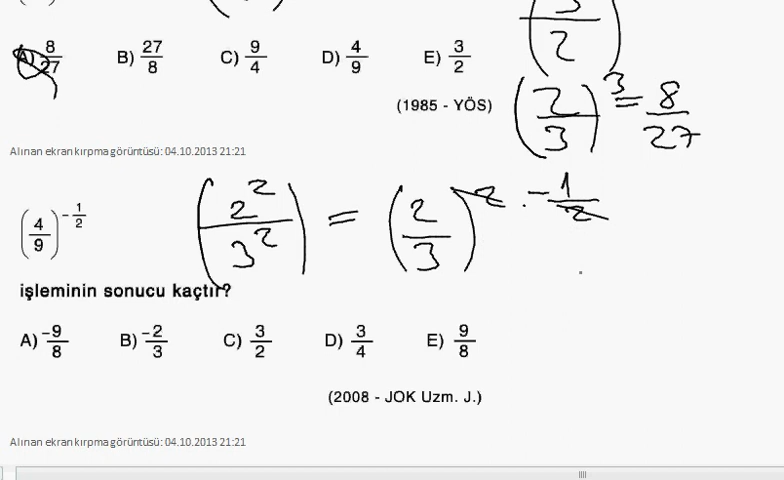 3
2
A) 8/27 B) 27/8 C) 9/4 D) 4/9 E) 3/2
(1985 - YÖS) (2/3)^3 = 8/27
Alınan ekran kırpma görüntüsü: 04.10.2013 21:21
(4/9)^-1/2 (2^2/3^2) = (2/3)^2 . -1/2
işleminin sonucu kaçtır?
A) -9/8 B) -2/3 C) 3/2 D) 3/4 E) 9/8
(2008 - JOK Uzm. J.)
Alınan ekran kırpma görüntüsü: 04.10.2013 21:21